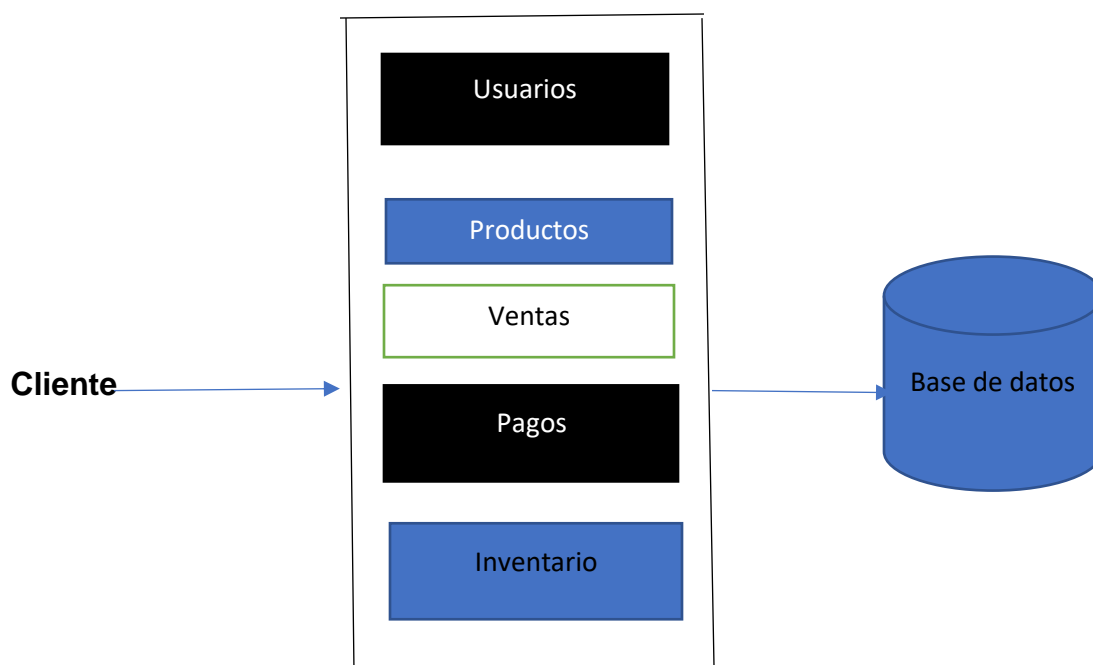 Usuarios
Productos
Ventas
Cliente
Pagos
Base de datos
Inventario